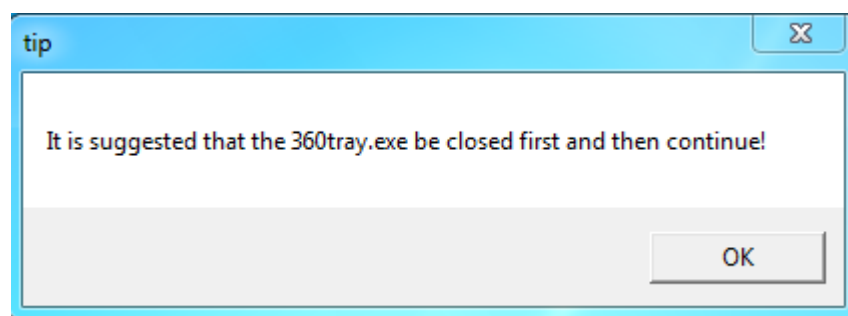 tip
It is suggested that the 360tray.exe be closed first and then continue!
OK